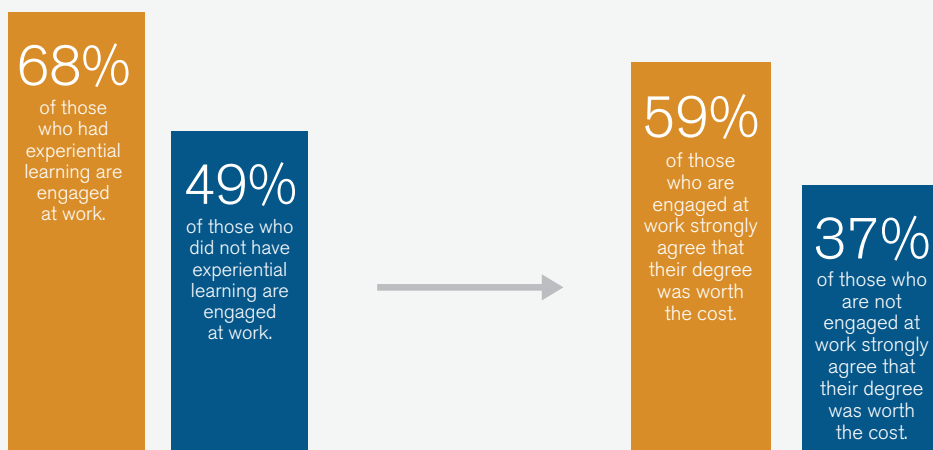 68%
of those
who had
experiential
learning are
engaged
at work.
49%
of those who
did not have
experiential
learning are
engaged
at work.
59%
of those
who are
engaged at
work strongly
agree that
their degree
was worth
the cost.
37%
of those who
are not
engaged at
work strongly
agree that
their degree
was worth
the cost.